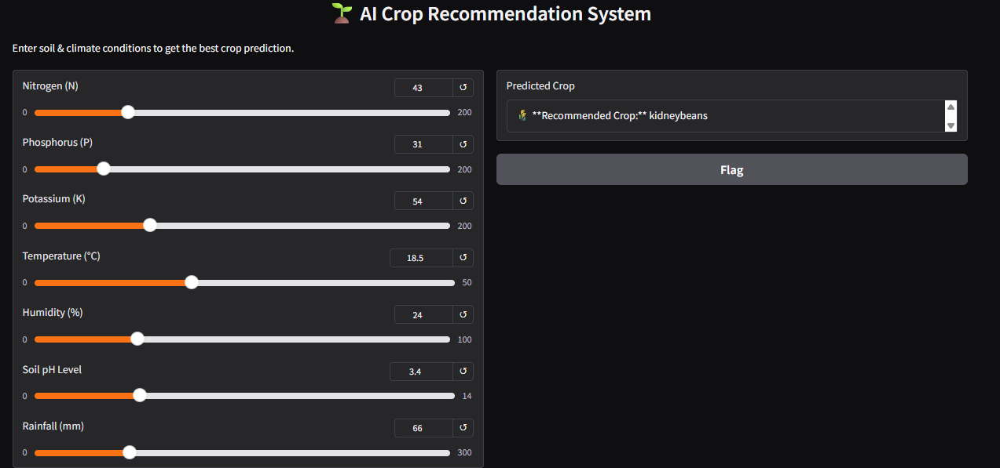 AI Crop Recommendation System
Enter soil & climate conditions to get the best crop prediction.
Nitrogen (N)
43
0
200
Phosphorus (P)
31
0
200
Potassium (K)
54
0
200
Temperature (°C)
18.5
0
50
Humidity (%)
24
0
100
Soil pH Level
3.4
0
14
Rainfall (mm)
66
0
300
Predicted Crop
**Recommended Crop:** kidneybeans
Flag